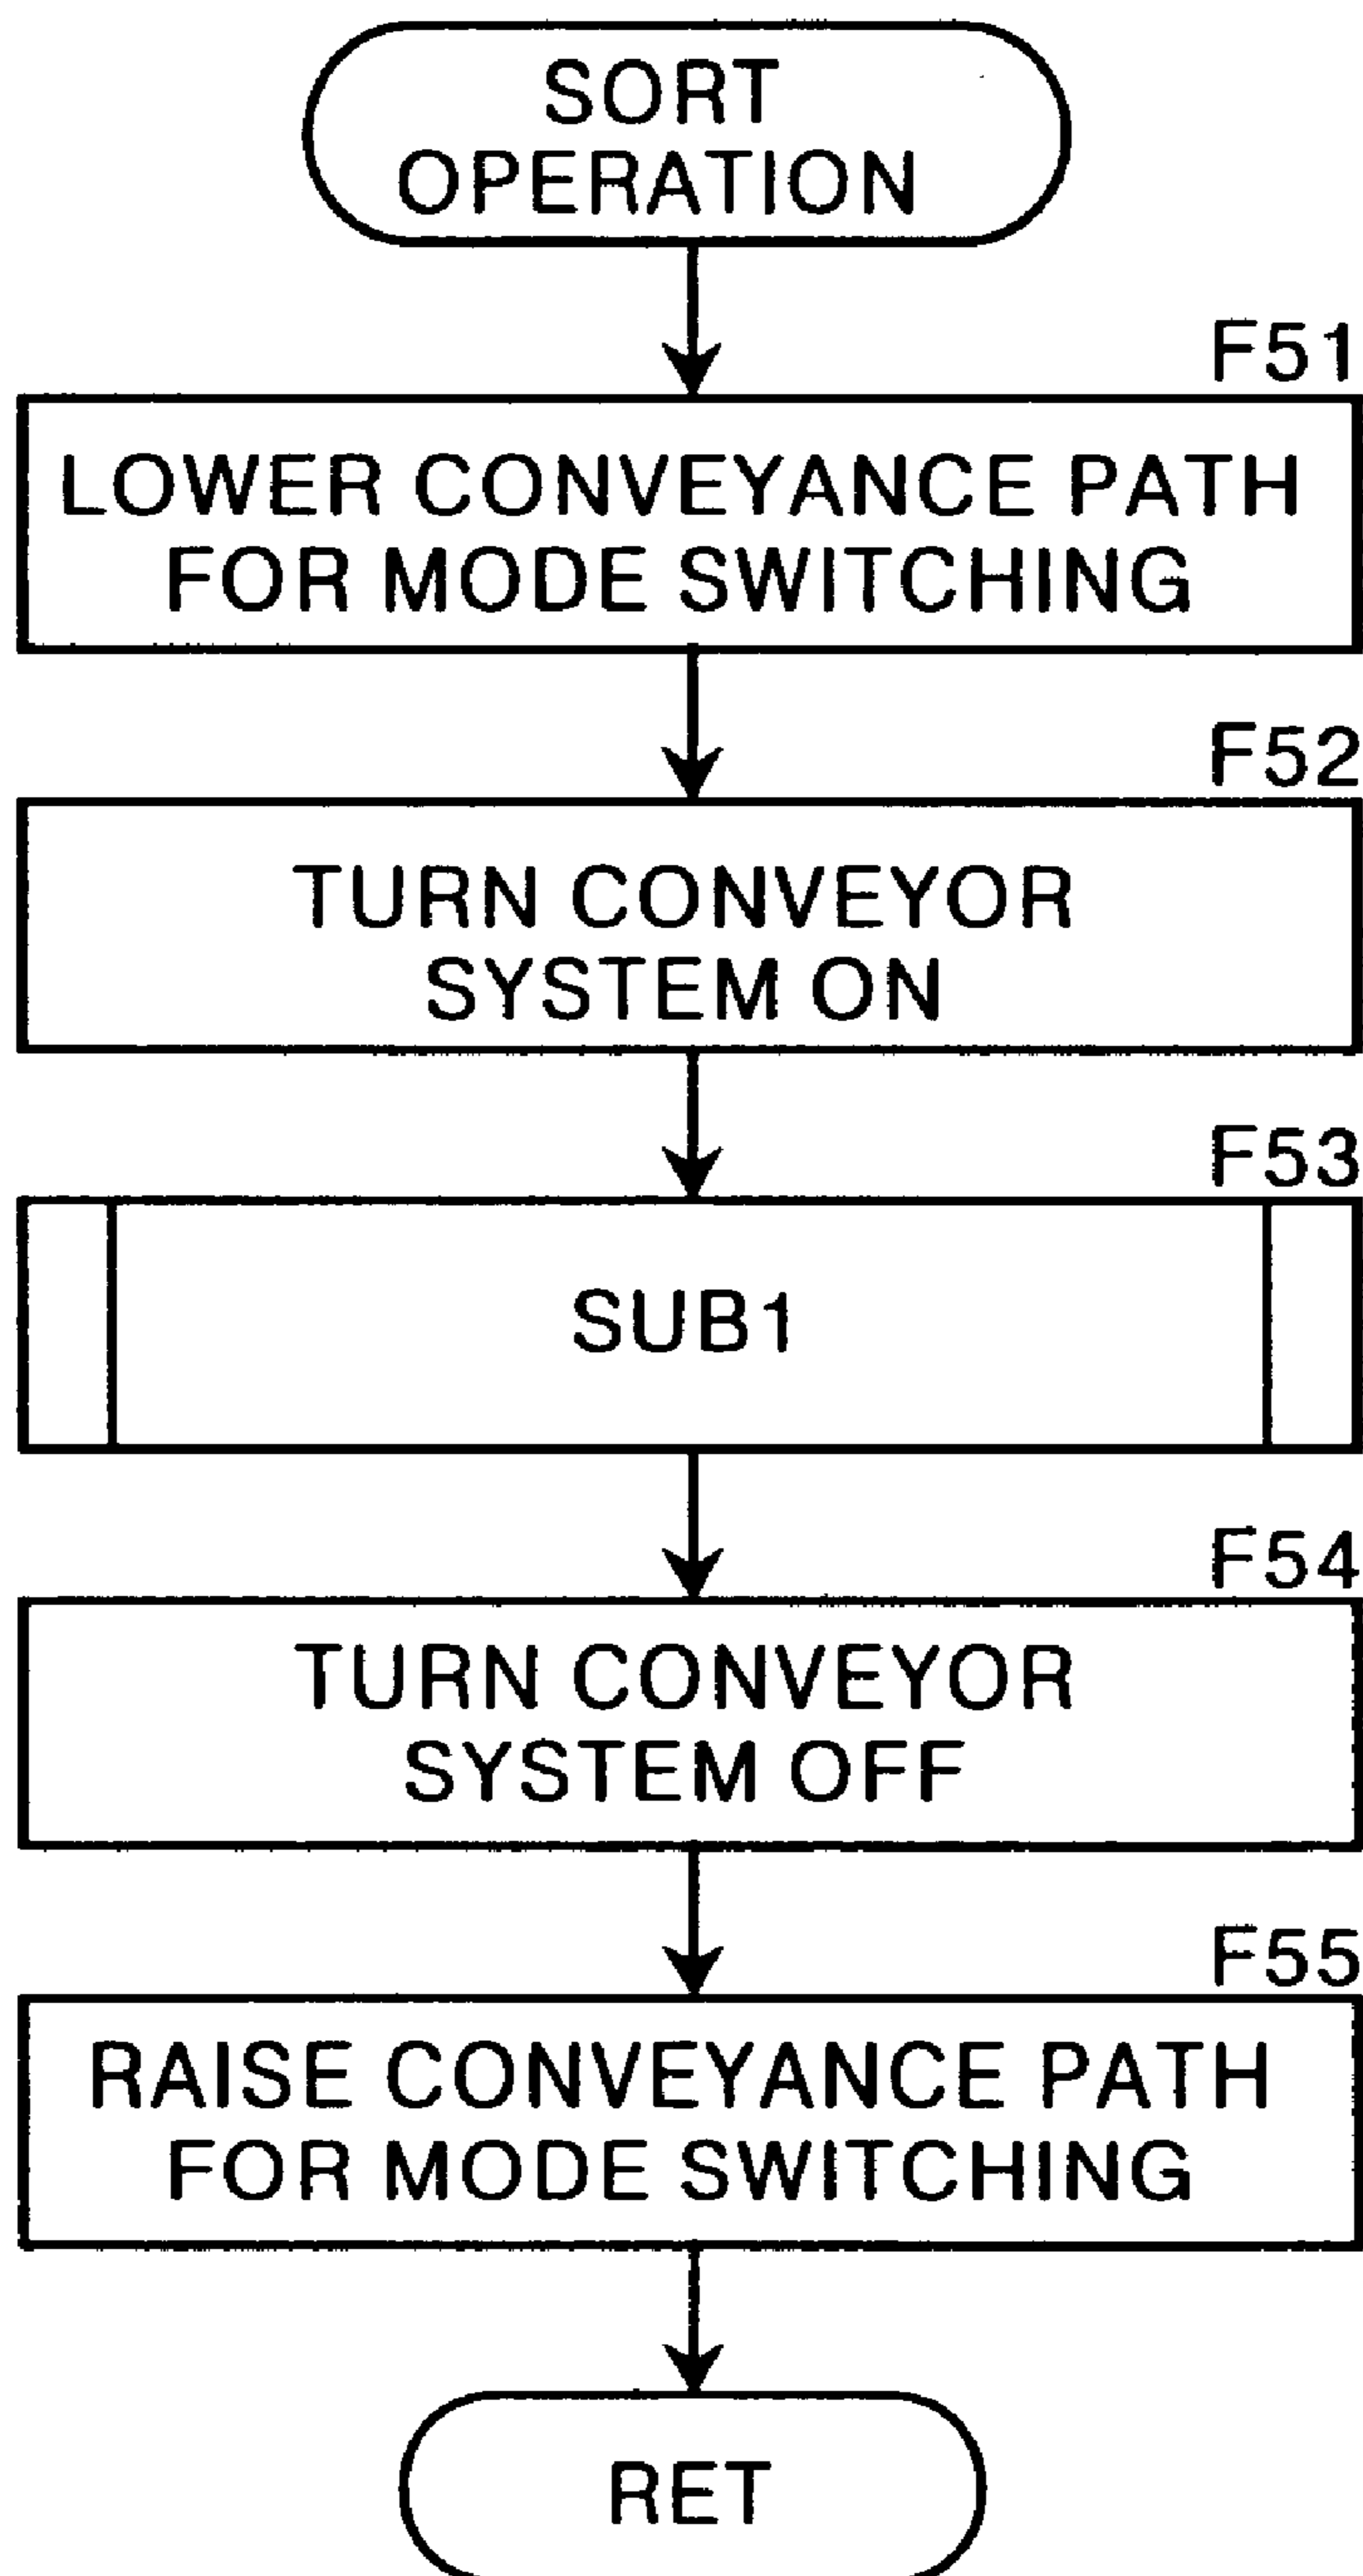 SORT
OPERATION
F51
LOWER CONVEYANCE PATH
FOR MODE SWITCHING
F52
TURN CONVEYOR
SYSTEM ON
F53
SUB1
F54
TURN CONVEYOR
SYSTEM OFF
F55
RAISE CONVEYANCE PATH
FOR MODE SWITCHING
RET